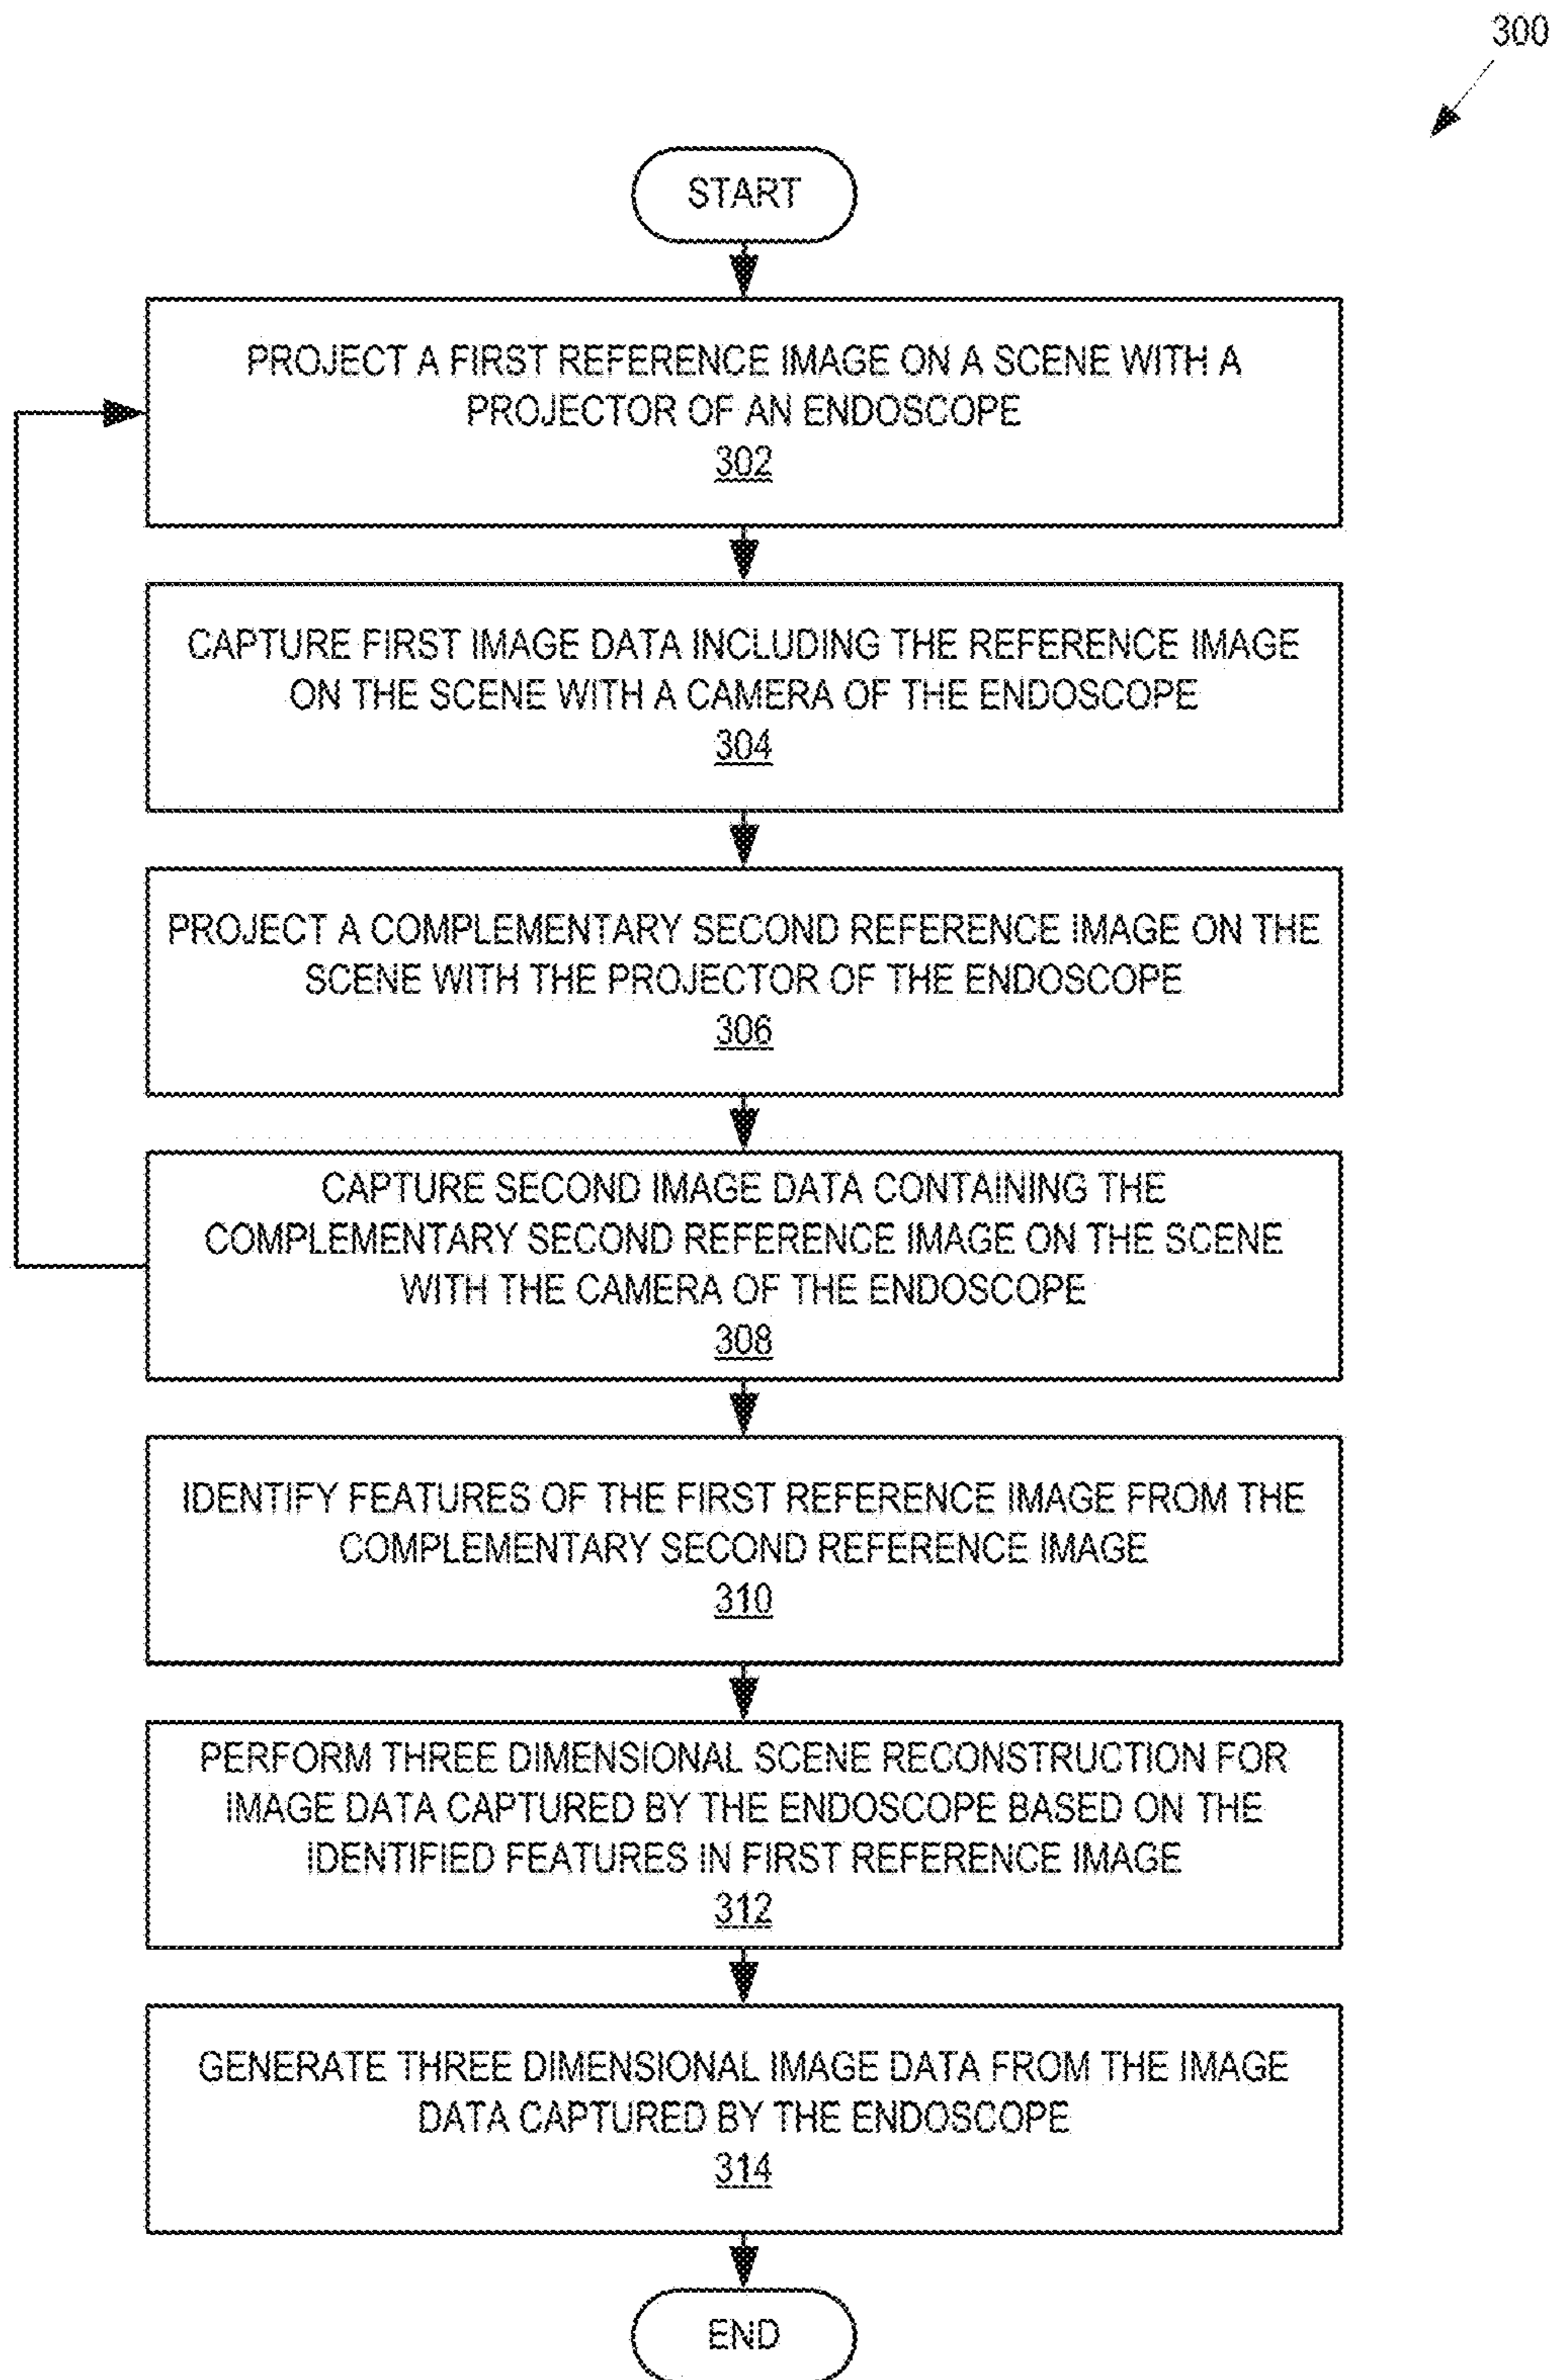 300
START
PROJECT A FIRST REFERENCE IMAGE ON A SCENE WITH A
PROJECTOR OF AN ENDOSCOPE
302
CAPTURE FIRST IMAGE DATA INCLUDING THE REFERENCE IMAGE
ON THE SCENE WITH A CAMERA OF THE ENDOSCOPE
304
PROJECT A COMPLEMENTARY SECOND REFERENCE IMAGE ON THE
SCENE WITH THE PROJECTOR OF THE ENDOSCOPE
306
CAPTURE SECOND IMAGE DATA CONTAINING THE
COMPLEMENTARY SECOND REFERENCE IMAGE ON THE SCENE
WITH THE CAMERA OF THE ENDOSCOPE
308
IDENTIFY FEATURES OF THE FIRST REFERENCE IMAGE FROM THE
COMPLEMENTARY SECOND REFERENCE IMAGE
310
PERFORM THREE DIMENSIONAL SCENE RECONSTRUCTION FOR
IMAGE DATA CAPTURED BY THE ENDOSCOPE BASED ON THE
IDENTIFIED FEATURES IN FIRST REFERENCE IMAGE
312
GENERATE THREE DIMENSIONAL IMAGE DATA FROM THE IMAGE
DATA CAPTURED BY THE ENDOSCOPE
314
END